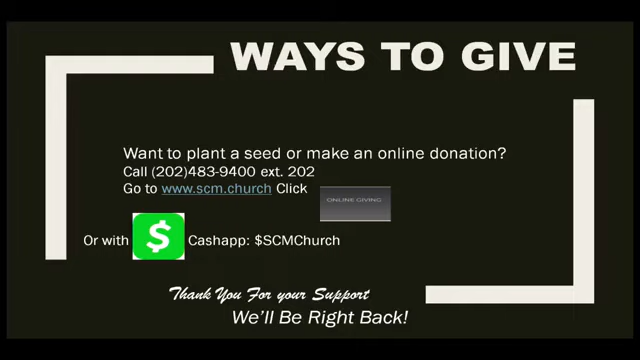 WAYS TO GIVE
Want to plant a seed or make an online donation?
Call (202)483-9400 ext. 202
Go to www.scm.church Click
ONLINE GIVING
Or with $ Cashapp: $SCMChurch
Thank You For your Support
We'll Be Right Back!